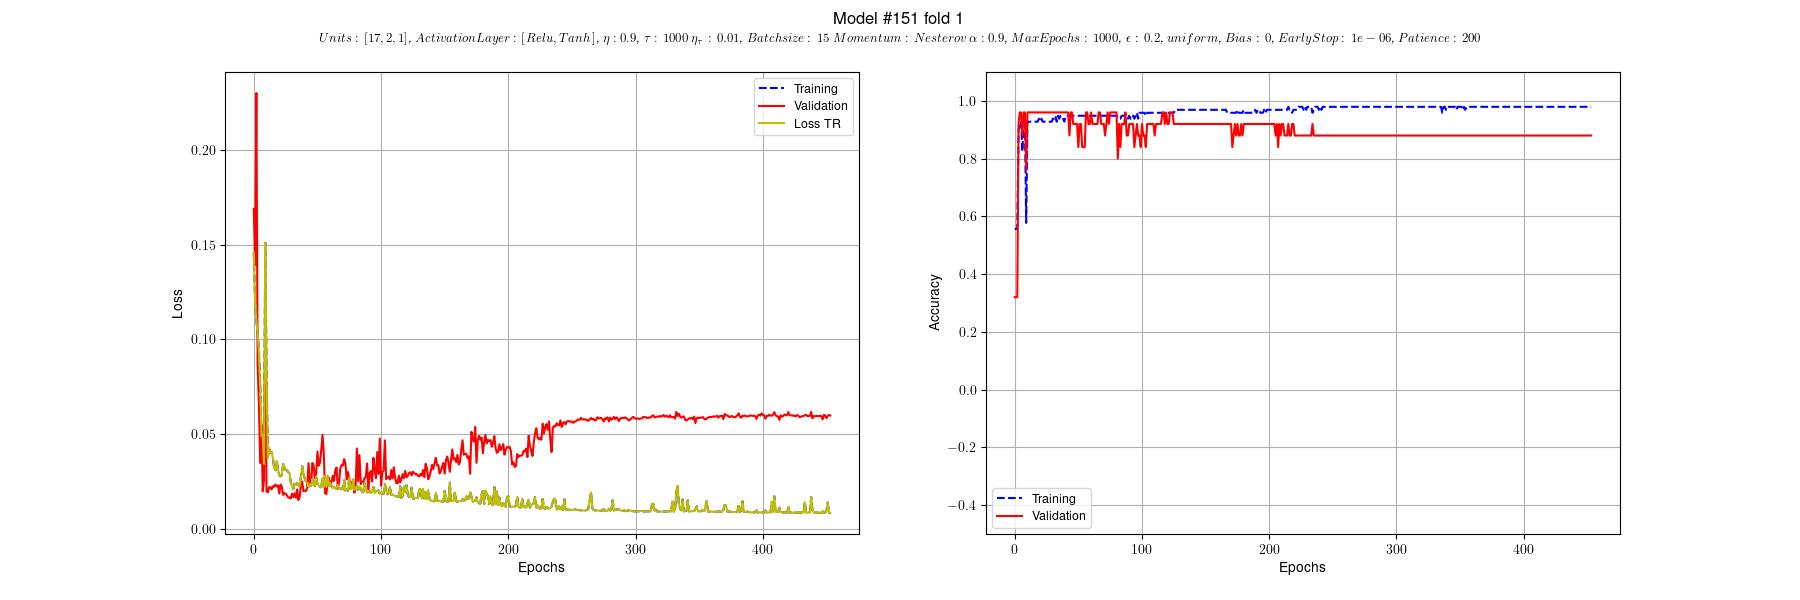 Model #151 fold 1
Units : [17, 2, 1], ActivationLayer : [Relu, Tanh], η : 0.9, τ : 1000 η_τ : 0.01, Batchsize : 15 Momentum : Nesterov α : 0.9, MaxEpochs : 1000, ϵ : 0.2, uniform, Bias : 0, EarlyStop : 1e − 06, Patience : 200
Training
Validation
Loss TR
0.20
0.15
0.10
0.05
0.00
Loss
0 100 200 300 400
Epochs
1.0
0.8
0.6
0.4
0.2
0.0
−0.2
−0.4
Accuracy
Training
Validation
0 100 200 300 400
Epochs